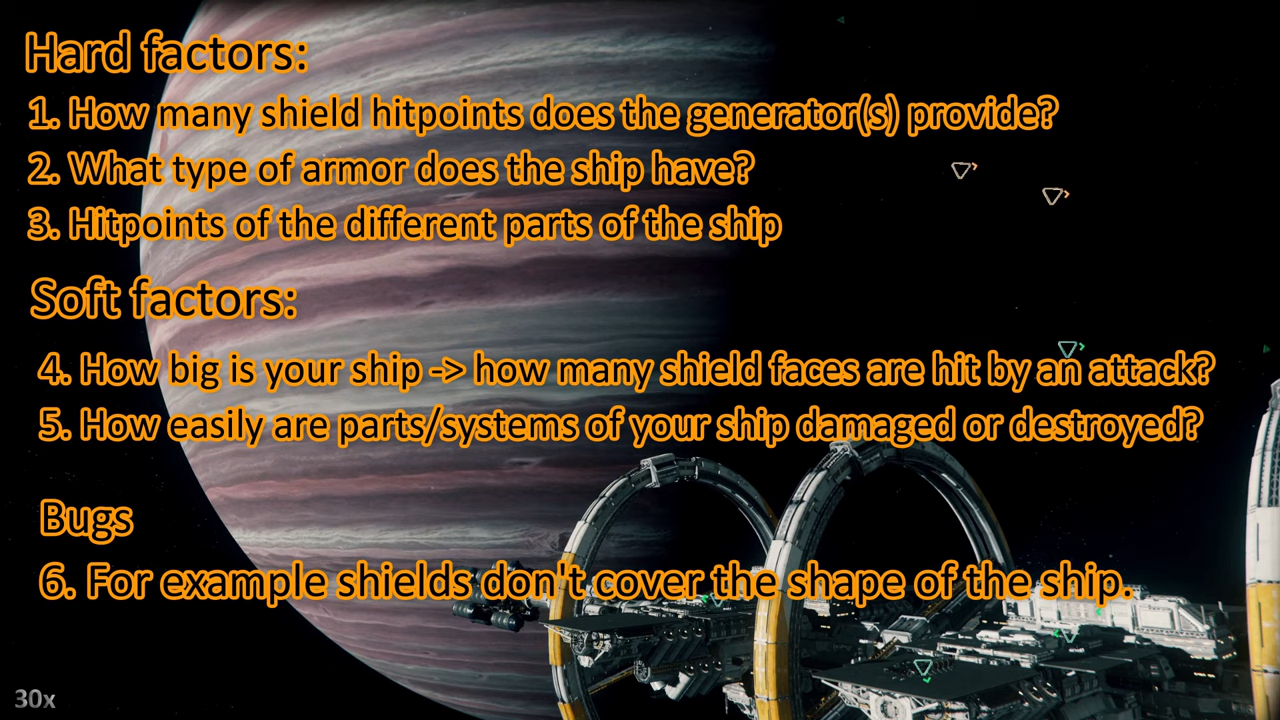 Hard factors:
1. How many shield hitpoints does the generator(s) provide?
2. What type of armor does the ship have?
3. Hitpoints of the different parts of the ship
Soft factors:
4. How big is your ship -> how many shield faces are hit by an attack?
5. How easily are parts/systems of your ship damaged or destroyed?
Bugs
6. For example shields don't cover the shape of the ship.
30x